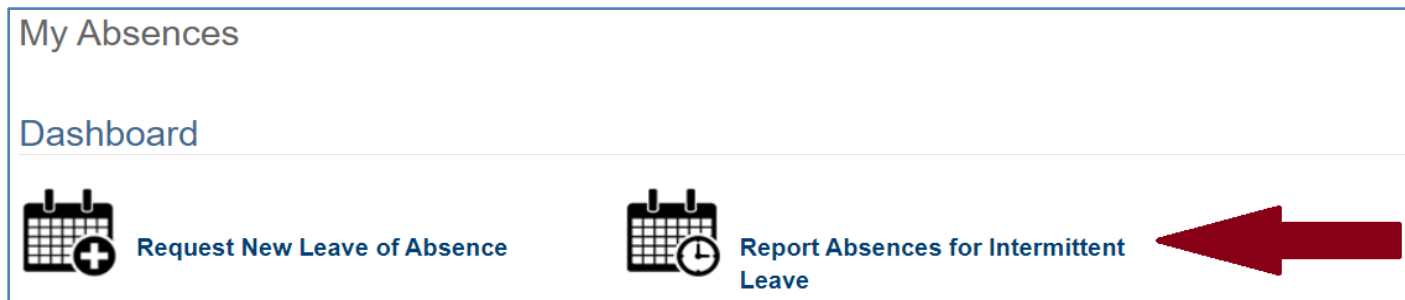 My Absences
Dashboard
Request New Leave of Absence
Report Absences for Intermittent
Leave